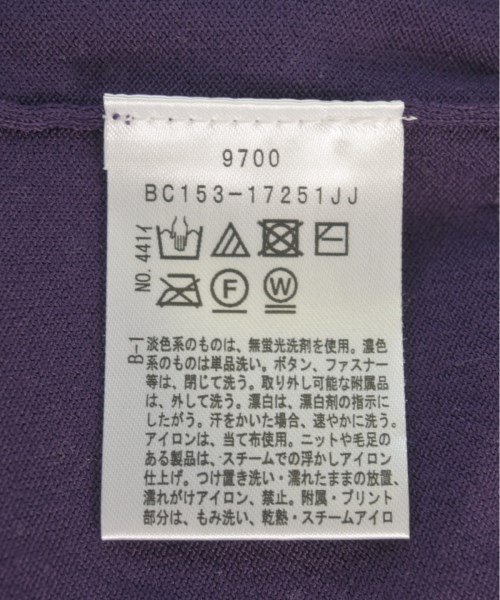 9700
BC153-17251JJ
NO.441イ
F W
B-1
淡色系のものは、無蛍光洗剤を使用。濃色
系のものは単品洗い。ボタン、ファスナー
等は、閉じて洗う。取り外し可能な附属品
は、外して洗う。漂白は、漂白剤の指示に
したがう。汗をかいた場合、速やかに洗う。
アイロンは、当て布使用。ニットや毛足の
ある製品は、スチームでの浮かしアイロン
仕上げ。つけ置き洗い・濡れたままの放置、
濡れがけアイロン、禁止。附属・プリント
部分は、もみ洗い、乾熱・スチームアイロ